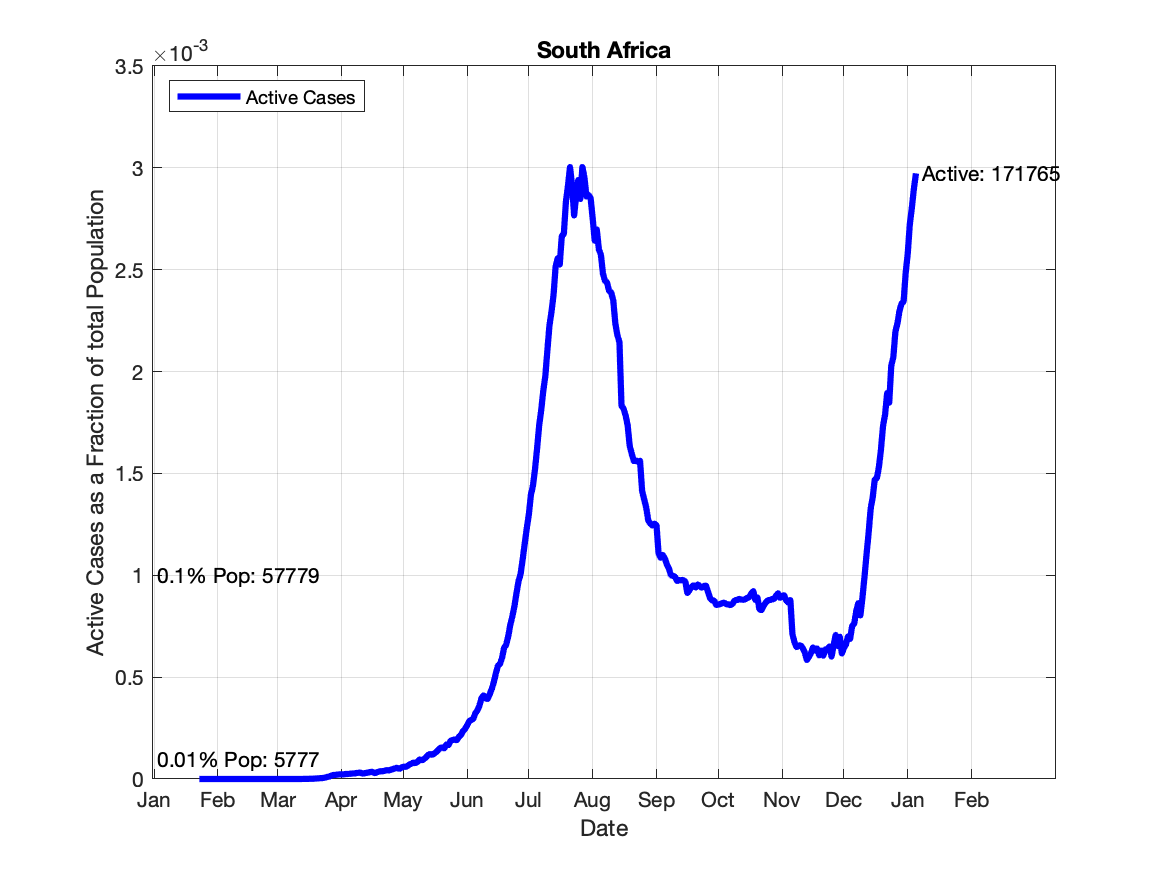 South Africa
×10-3
3.5
3
2.5
2
1.5
1
0.5
0
Active Cases as a Fraction of total Population
Active Cases
Active: 171765
0.1% Pop: 57779
0.01% Pop: 5777
Jan Feb Mar Apr May Jun Jul Aug Sep Oct Nov Dec Jan Feb
Date